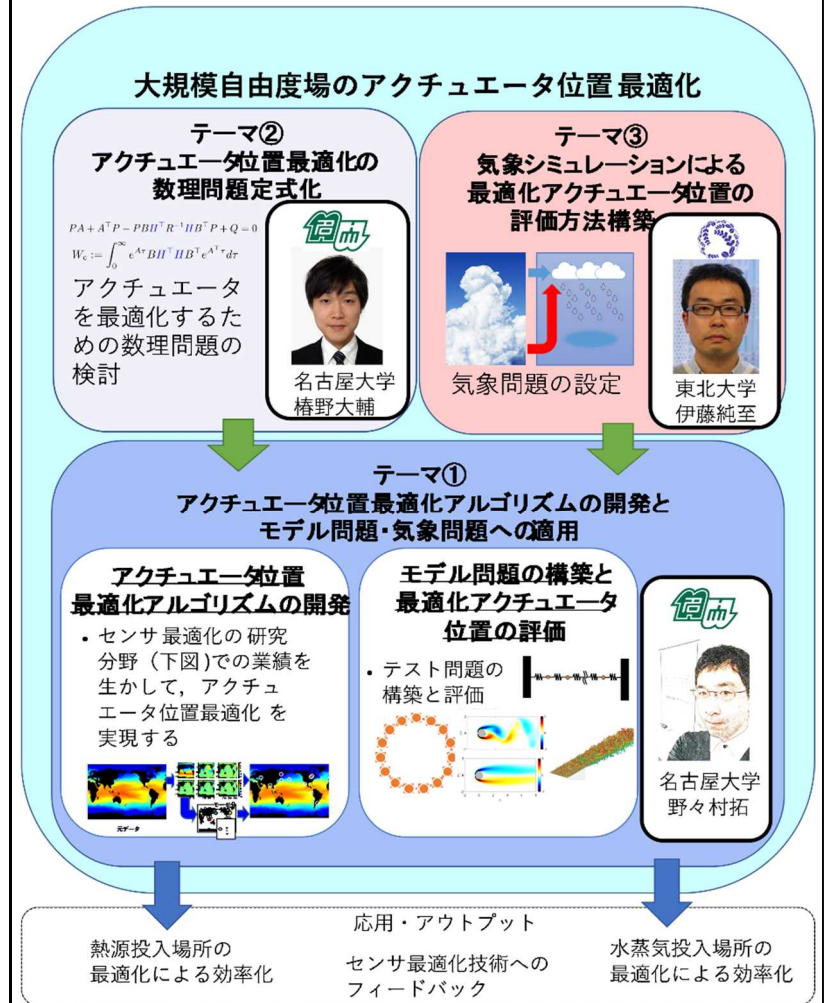 大規模自由度場のアクチュエータ位置最適化
テーマ②
アクチュエータ位置最適化の
数理問題定式化
PA + A^⊤P − PBHH^⊤R^{−1}HB^⊤P + Q = 0
W_c := ∫_0^∞ e^{Aτ}BHH^⊤HB^⊤e^{A^⊤τ}dτ
アクチュエータ
を最適化するた
めの数理問題の
検討
名古屋大学
椿野大輔
テーマ③
気象シミュレーションによる
最適化アクチュエータ位置の
評価方法構築
気象問題の設定
東北大学
伊藤純至
テーマ①
アクチュエータ位置最適化アルゴリズムの開発と
モデル問題・気象問題への適用
アクチュエータ位置
最適化アルゴリズムの開発
• センサ最適化の研究
分野（下図)での業績を
生かして，アクチュ
エータ位置最適化 を
実現する
元データ
モデル問題の構築と
最適化アクチュエータ
位置の評価
• テスト問題の
構築と評価
名古屋大学
野々村拓
応用・アウトプット
熱源投入場所の
最適化による効率化
センサ最適化技術への
フィードバック
水蒸気投入場所の
最適化による効率化